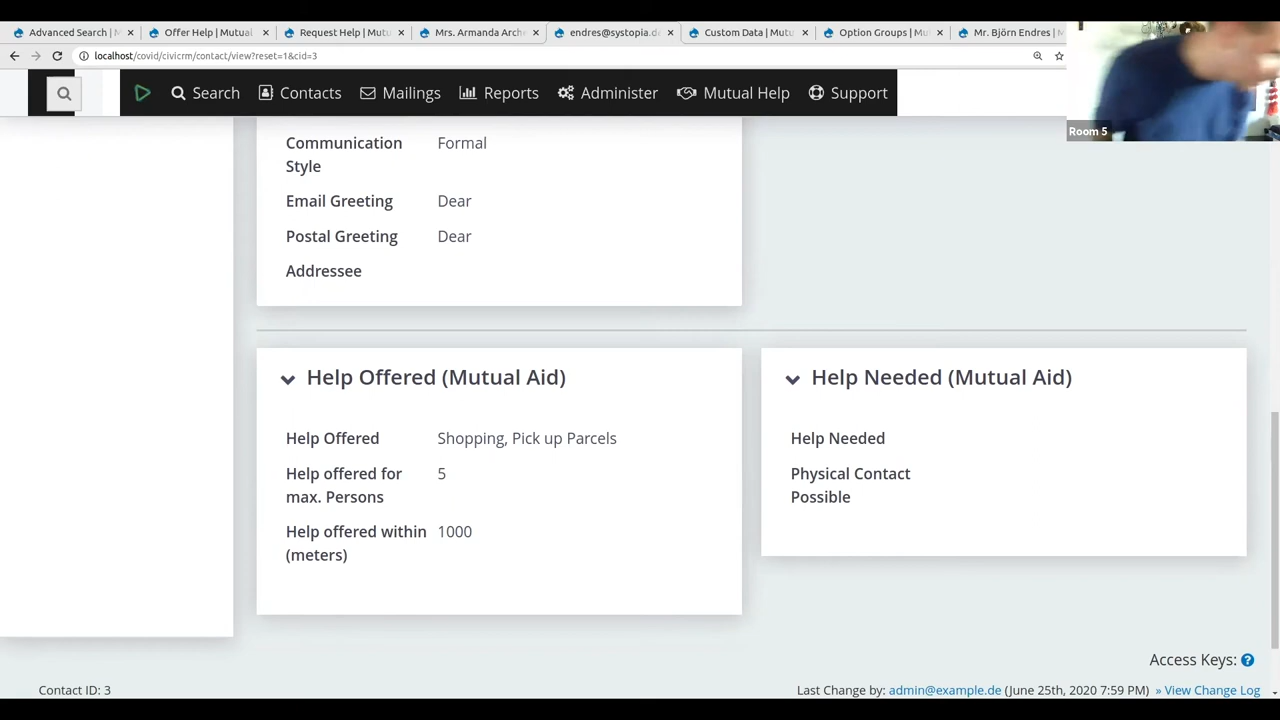 Advanced Search | M
Offer Help | Mutual
Request Help | Mutu
Mrs. Armanda Arch
endres@systopia.de
Custom Data | Mutu
Option Groups | Mu
Mr. Björn Endres | M
localhost/covid/civicrm/contact/view?reset=1&cid=3
Room 5
Search
Contacts
Mailings
Reports
Administer
Mutual Help
Support
Communication Style Formal
Email Greeting Dear
Postal Greeting Dear
Addressee
Help Offered (Mutual Aid)
Help Offered Shopping, Pick up Parcels
Help offered for max. Persons 5
Help offered within (meters) 1000
Help Needed (Mutual Aid)
Help Needed
Physical Contact Possible
Access Keys:
Contact ID: 3
Last Change by: admin@example.de (June 25th, 2020 7:59 PM) » View Change Log